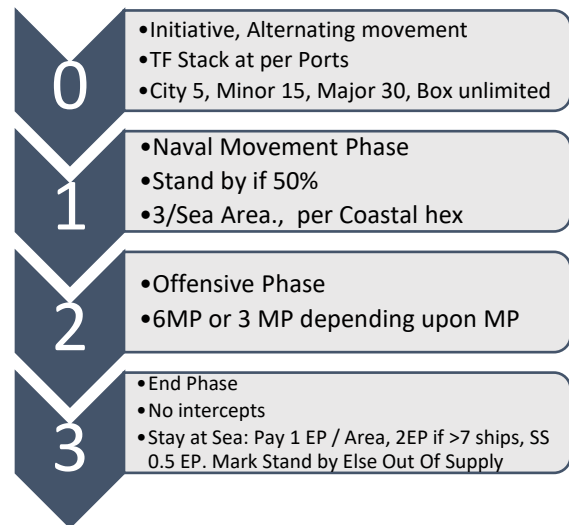 0
•Initiative, Alternating movement
•TF Stack at per Ports
•City 5, Minor 15, Major 30, Box unlimited
1
•Naval Movement Phase
•Stand by if 50%
•3/Sea Area., per Coastal hex
2
•Offensive Phase
•6MP or 3 MP depending upon MP
3
•End Phase
•No intercepts
•Stay at Sea: Pay 1 EP / Area, 2EP if >7 ships, SS
0.5 EP. Mark Stand by Else Out Of Supply